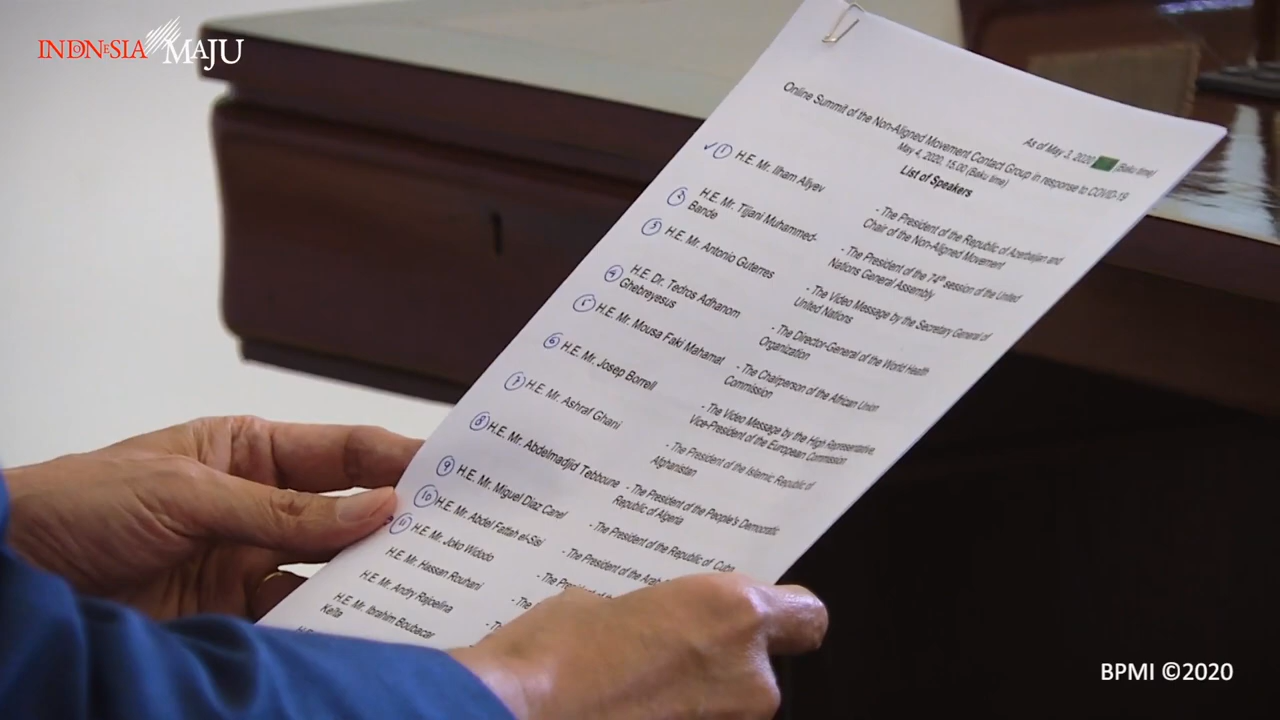 INDONESIA MAJU
Online Summit of the Non-Aligned Movement Contact Group in response to COVID-19
As of May 3, 2020 (Baku time)
May 4, 2020, 15.00 (Baku time)
List of Speakers
✓ 1 H.E. Mr. Ilham Aliyev - The President of the Republic of Azerbaijan and
Chair of the Non-Aligned Movement
2 H.E. Mr. Tijjani Muhammed- - The President of the 74th session of the United
Bande Nations General Assembly
3 H.E. Mr. Antonio Guterres - The Video Message by the Secretary General of
United Nations
4 H.E. Dr. Tedros Adhanom - The Director-General of the World Health
Ghebreyesus Organization
5 H.E. Mr. Mousa Faki Mahamat - The Chairperson of the African Union
Commission
6 H.E. Mr. Josep Borrell - The Video Message by the High Representative,
Vice-President of the European Commission
7 H.E. Mr. Ashraf Ghani - The President of the Islamic Republic of
Afghanistan
8 H.E. Mr. Abdelmadjid Tebboune - The President of the People's Democratic
Republic of Algeria
9 H.E. Mr. Miguel Diaz Canel - The President of the Republic of Cuba
10 H.E. Mr. Abdel Fattah el-Sisi - The President of the Arab
11 H.E. Mr. Joko Widodo - The
H.E. Mr. Hassan Rouhani - The
H.E. Mr. Andry Rajoelina
H.E. Mr. Ibrahim Boubacar
Keita
BPMI ©2020